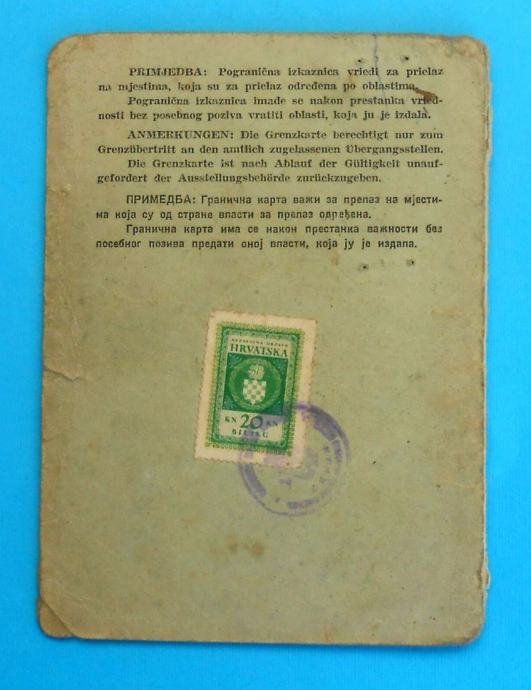 PRIMJEDBA: Pogranična izkaznica vriedi za prielaz
na mjestima, koja su za prielaz određena po oblastima.
Pogranična izkaznica imade se nakon prestanka vried-
nosti bez posebnog poziva vratiti oblasti, koja ju je izdala.
ANMERKUNGEN: Die Grenzkarte berechtigt nur zum
Grenzübertritt an den amtlich zugelassenen Übergangsstellen.
Die Grenzkarte ist nach Ablauf der Gültigkeit unauf-
gefordert der Ausstellungsbehörde zurückzugeben.
ПРИМЕДБА: Гранична карта важи за прелаз на мјести-
ма која су од стране власти за прелаз одређена.
Гранична карта има се након престанка важности без
посебног позива предати оној власти, која ју је издала.
NEZAVISNA DRŽAVA
HRVATSKA
KN 20 KN
BILJEG